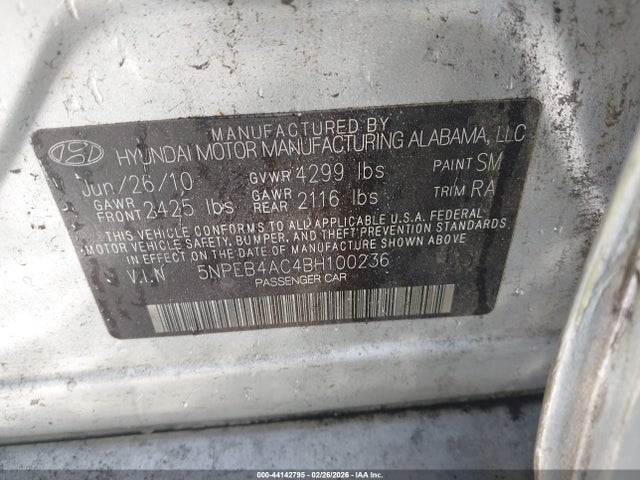 MANUFACTURED BY
HYUNDAI MOTOR MANUFACTURING ALABAMA, LLC
Jun/26/10 GVWR 4299 lbs PAINT SM
GAWR FRONT 2425 lbs GAWR REAR 2116 lbs TRIM RA
THIS VEHICLE CONFORMS TO ALL APPLICABLE U.S.A. FEDERAL
MOTOR VEHICLE SAFETY, BUMPER, AND THEFT PREVENTION STANDARDS
IN EFFECT ON THE DATE OF MANUFACTURE SHOWN ABOVE.
V.I.N 5NPEB4AC4BH100236
PASSENGER CAR
000-44142795 - 02/26/2026 - IAAI.COM